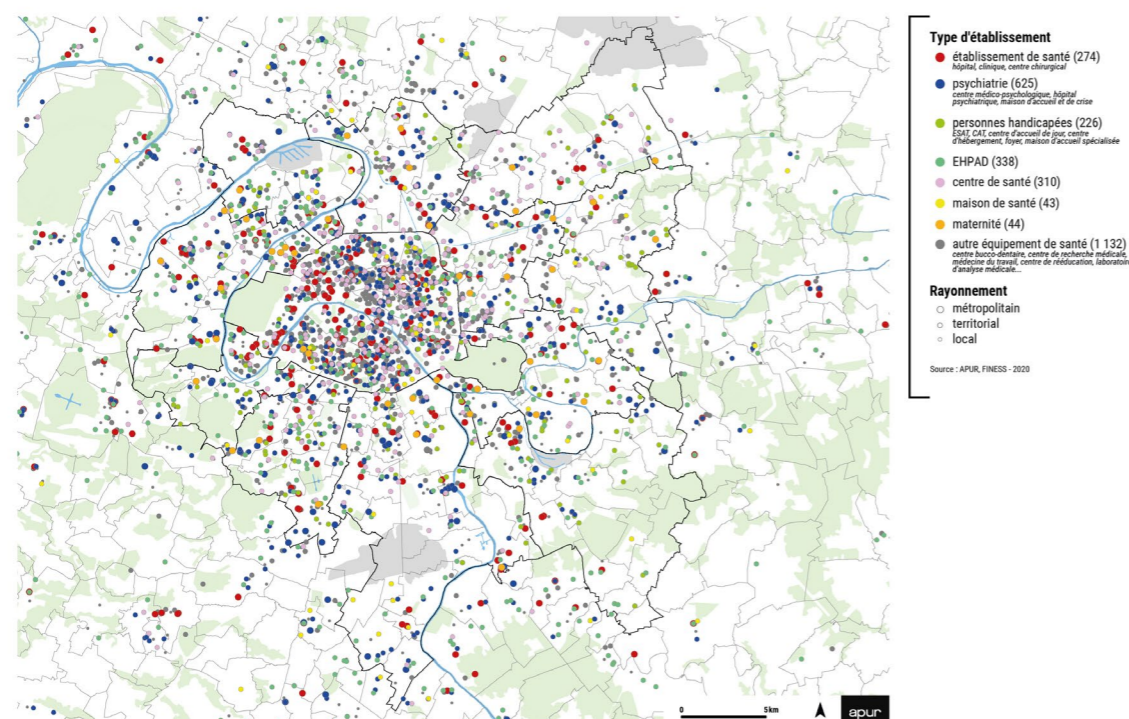 Type d'établissement
établissement de santé (274)
hôpital, clinique, centre chirurgical
psychiatrie (625)
centre médico-psychologique, hôpital
psychiatrique, maison d'accueil et de crise
personnes handicapées (226)
ESAT, CAT, centre d'accueil de jour, centre
d'hébergement, foyer, maison d'accueil spécialisée
EHPAD (338)
centre de santé (310)
maison de santé (43)
maternité (44)
autre équipement de santé (1 132)
centre bucco-dentaire, centre de recherche médicale,
médecine du travail, centre de rééducation, laboratoire
d'analyse médicale...
Rayonnement
métropolitain
territorial
local
Source : APUR, FINESS - 2020
0 5km
apur